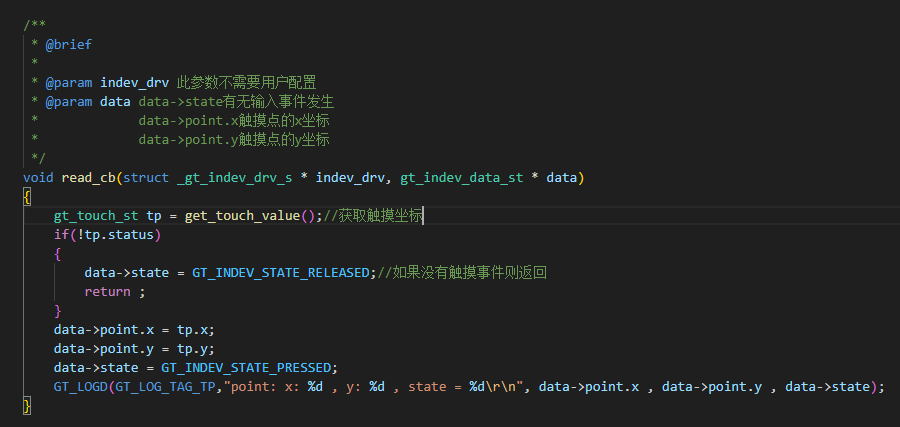 /**
 * @brief
 *
 * @param indev_drv 此参数不需要用户配置
 * @param data data->state有无输入事件发生
 *             data->point.x触摸点的x坐标
 *             data->point.y触摸点的y坐标
 */
void read_cb(struct _gt_indev_drv_s * indev_drv, gt_indev_data_st * data)
{
    gt_touch_st tp = get_touch_value();//获取触摸坐标
    if(!tp.status)
    {
        data->state = GT_INDEV_STATE_RELEASED;//如果没有触摸事件则返回
        return ;
    }
    data->point.x = tp.x;
    data->point.y = tp.y;
    data->state = GT_INDEV_STATE_PRESSED;
    GT_LOGD(GT_LOG_TAG_TP,"point: x: %d , y: %d , state = %d\r\n", data->point.x , data->point.y , data->state);
}